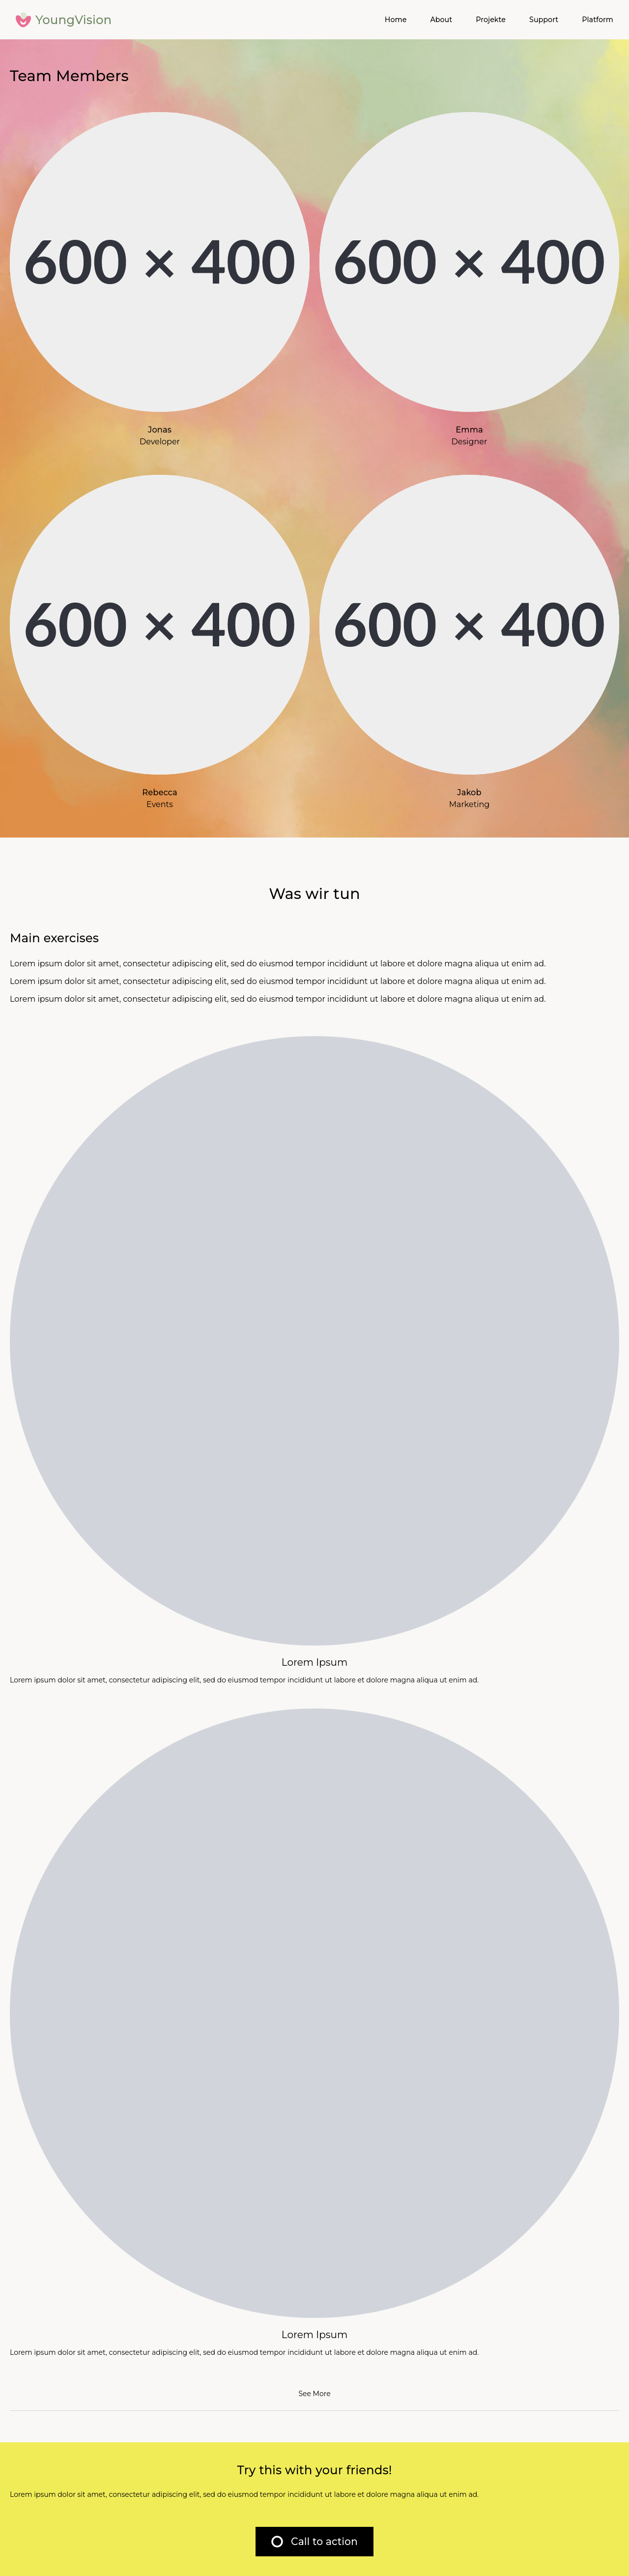 YoungVision
Home About Projekte Support Platform
Team Members
600 × 400
600 × 400
Jonas
Developer
Emma
Designer
600 × 400
600 × 400
Rebecca
Events
Jakob
Marketing
Was wir tun
Main exercises
Lorem ipsum dolor sit amet, consectetur adipiscing elit, sed do eiusmod tempor incididunt ut labore et dolore magna aliqua ut enim ad.
Lorem ipsum dolor sit amet, consectetur adipiscing elit, sed do eiusmod tempor incididunt ut labore et dolore magna aliqua ut enim ad.
Lorem ipsum dolor sit amet, consectetur adipiscing elit, sed do eiusmod tempor incididunt ut labore et dolore magna aliqua ut enim ad.
Lorem Ipsum
Lorem ipsum dolor sit amet, consectetur adipiscing elit, sed do eiusmod tempor incididunt ut labore et dolore magna aliqua ut enim ad.
Lorem Ipsum
Lorem ipsum dolor sit amet, consectetur adipiscing elit, sed do eiusmod tempor incididunt ut labore et dolore magna aliqua ut enim ad.
See More
Try this with your friends!
Lorem ipsum dolor sit amet, consectetur adipiscing elit, sed do eiusmod tempor incididunt ut labore et dolore magna aliqua ut enim ad.
Call to action